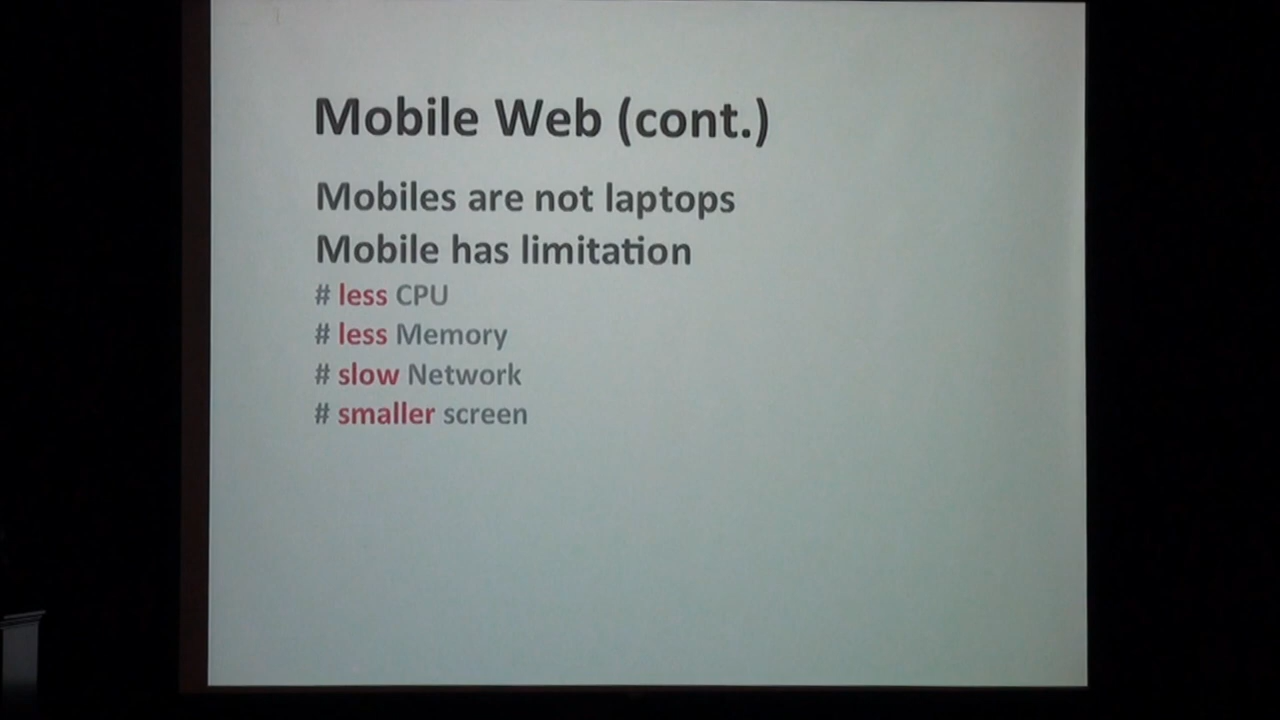 Mobile Web (cont.)
Mobiles are not laptops
Mobile has limitation
# less CPU
# less Memory
# slow Network
# smaller screen